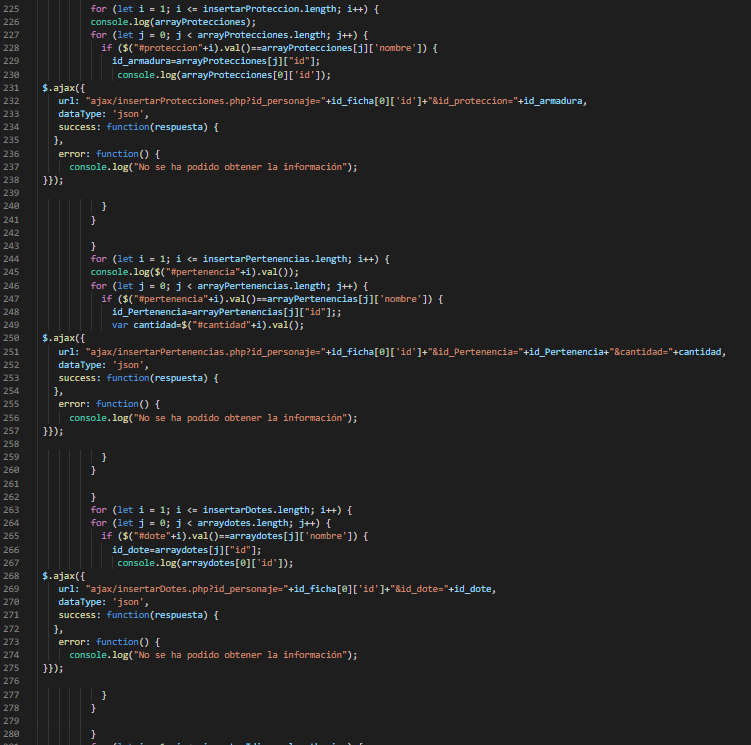 225 for (let i = 1; i <= insertarProteccion.length; i++) {
226 console.log(arrayProtecciones);
227 for (let j = 0; j < arrayProtecciones.length; j++) {
228 if ($("#proteccion"+i).val()==arrayProtecciones[j]['nombre']) {
229 id_armadura=arrayProtecciones[j]["id"];
230 console.log(arrayProtecciones[0]['id']);
231 $.ajax({
232 url: "ajax/insertarProtecciones.php?id_personaje="+id_ficha[0]['id']+"&id_proteccion="+id_armadura,
233 dataType: 'json',
234 success: function(respuesta) {
235 },
236 error: function() {
237 console.log("No se ha podido obtener la información");
238 }});
239
240 }
241 }
242
243 }
244 for (let i = 1; i <= insertarPertenencias.length; i++) {
245 console.log($("#pertenencia"+i).val());
246 for (let j = 0; j < arrayPertenencias.length; j++) {
247 if ($("#pertenencia"+i).val()==arrayPertenencias[j]['nombre']) {
248 id_Pertenencia=arrayPertenencias[j]["id"];;
249 var cantidad=$("#cantidad"+i).val();
250 $.ajax({
251 url: "ajax/insertarPertenencias.php?id_personaje="+id_ficha[0]['id']+"&id_Pertenencia="+id_Pertenencia+"&cantidad="+cantidad,
252 dataType: 'json',
253 success: function(respuesta) {
254 },
255 error: function() {
256 console.log("No se ha podido obtener la información");
257 }});
258
259 }
260 }
261
262 }
263 for (let i = 1; i <= insertarDotes.length; i++) {
264 for (let j = 0; j < arraydotes.length; j++) {
265 if ($("#dote"+i).val()==arraydotes[j]['nombre']) {
266 id_dote=arraydotes[j]["id"];
267 console.log(arraydotes[0]['id']);
268 $.ajax({
269 url: "ajax/insertarDotes.php?id_personaje="+id_ficha[0]['id']+"&id_dote="+id_dote,
270 dataType: 'json',
271 success: function(respuesta) {
272 },
273 error: function() {
274 console.log("No se ha podido obtener la información");
275 }});
276
277 }
278 }
279
280 }